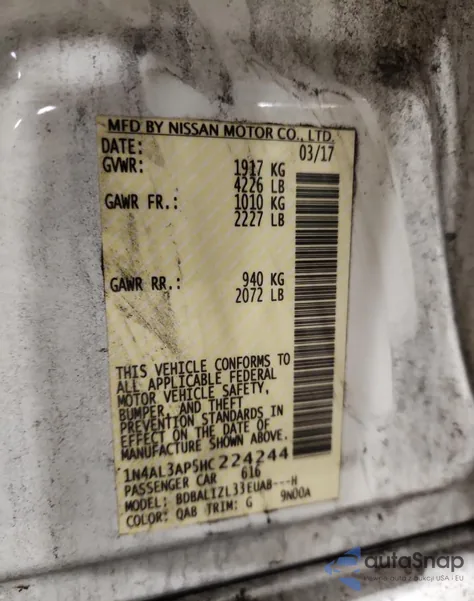 MFD BY NISSAN MOTOR CO., LTD.
DATE: 03/17
GVWR: 1917 KG
4226 LB
GAWR FR.: 1010 KG
2227 LB
GAWR RR.: 940 KG
2072 LB
THIS VEHICLE CONFORMS TO
ALL APPLICABLE FEDERAL
MOTOR VEHICLE SAFETY,
BUMPER, AND THEFT
PREVENTION STANDARDS IN
EFFECT ON THE DATE OF
MANUFACTURE SHOWN ABOVE.
1N4AL3AP5HC224244
PASSENGER CAR 616
MODEL: BDBALIZL33EUAB---H
COLOR: QAB TRIM: G 9N00A
autoSnap
USA i EU